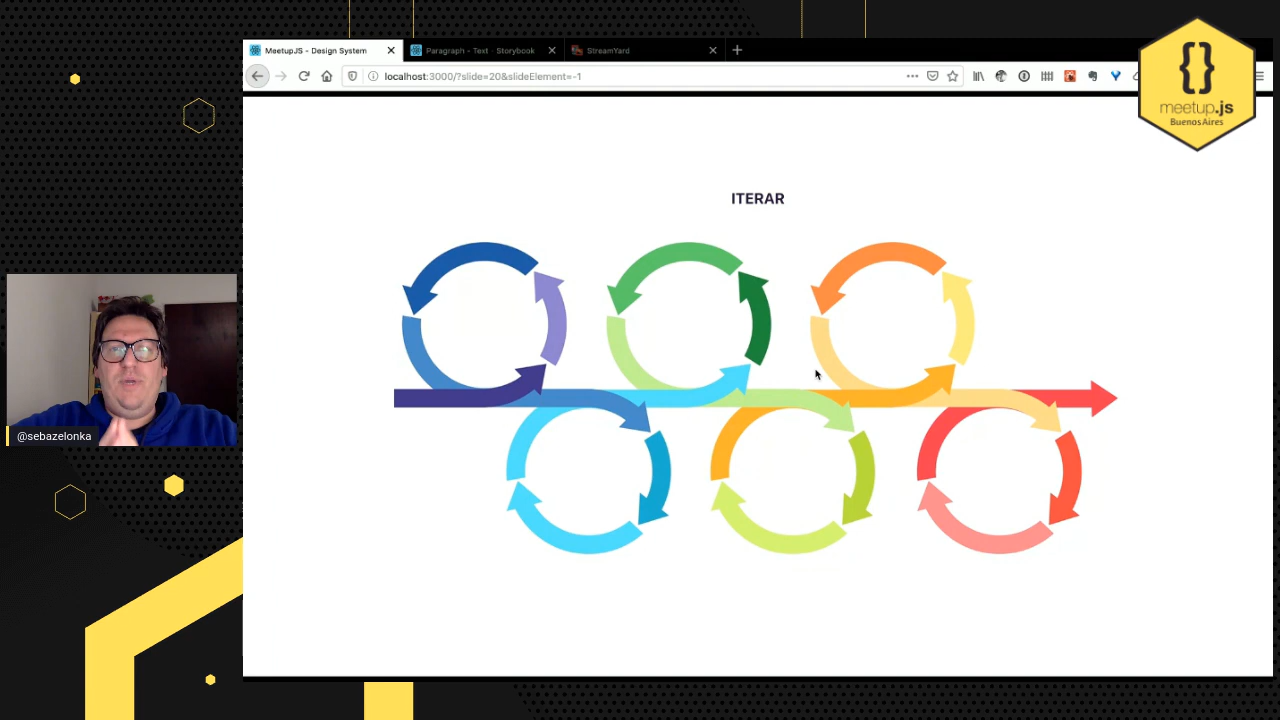 MeetupJS - Design System
Paragraph - Text · Storybook
StreamYard
localhost:3000/?slide=20&slideElement=-1
{}
meetup.js
Buenos Aires
ITERAR
@sebazelonka